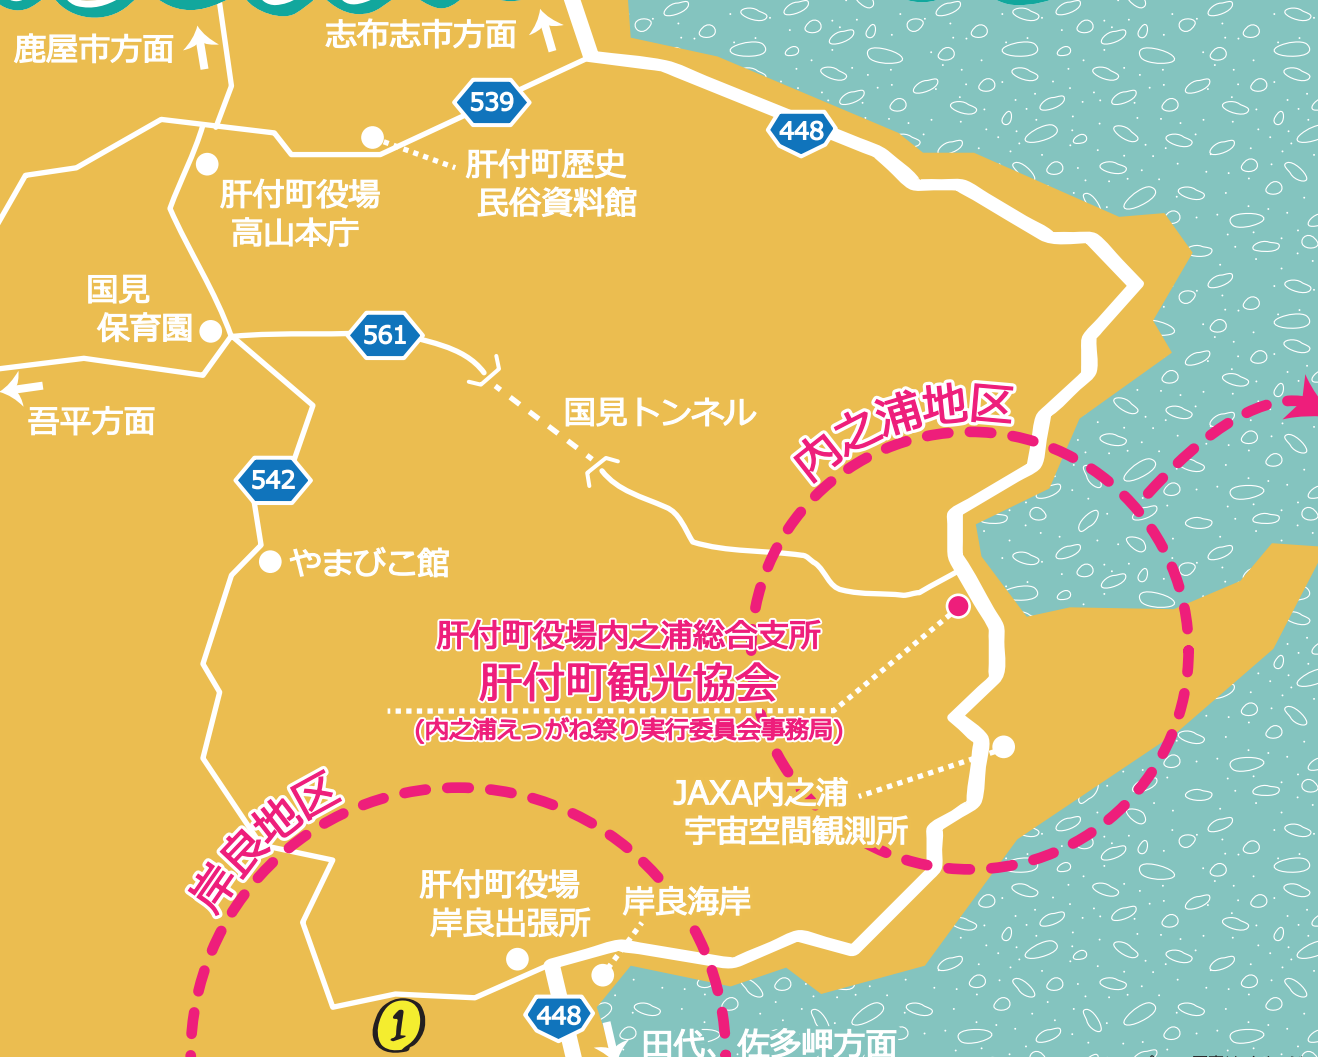 鹿屋市方面
志布志市方面
539
448
肝付町歴史
民俗資料館
肝付町役場
高山本庁
国見
保育園
561
吾平方面
国見トンネル
内之浦地区
542
やまびこ館
肝付町役場内之浦総合支所
肝付町観光協会
(内之浦えっがね祭り実行委員会事務局)
JAXA内之浦
宇宙空間観測所
岸良地区
肝付町役場
岸良出張所
岸良海岸
1
448
田代、佐多岬方面